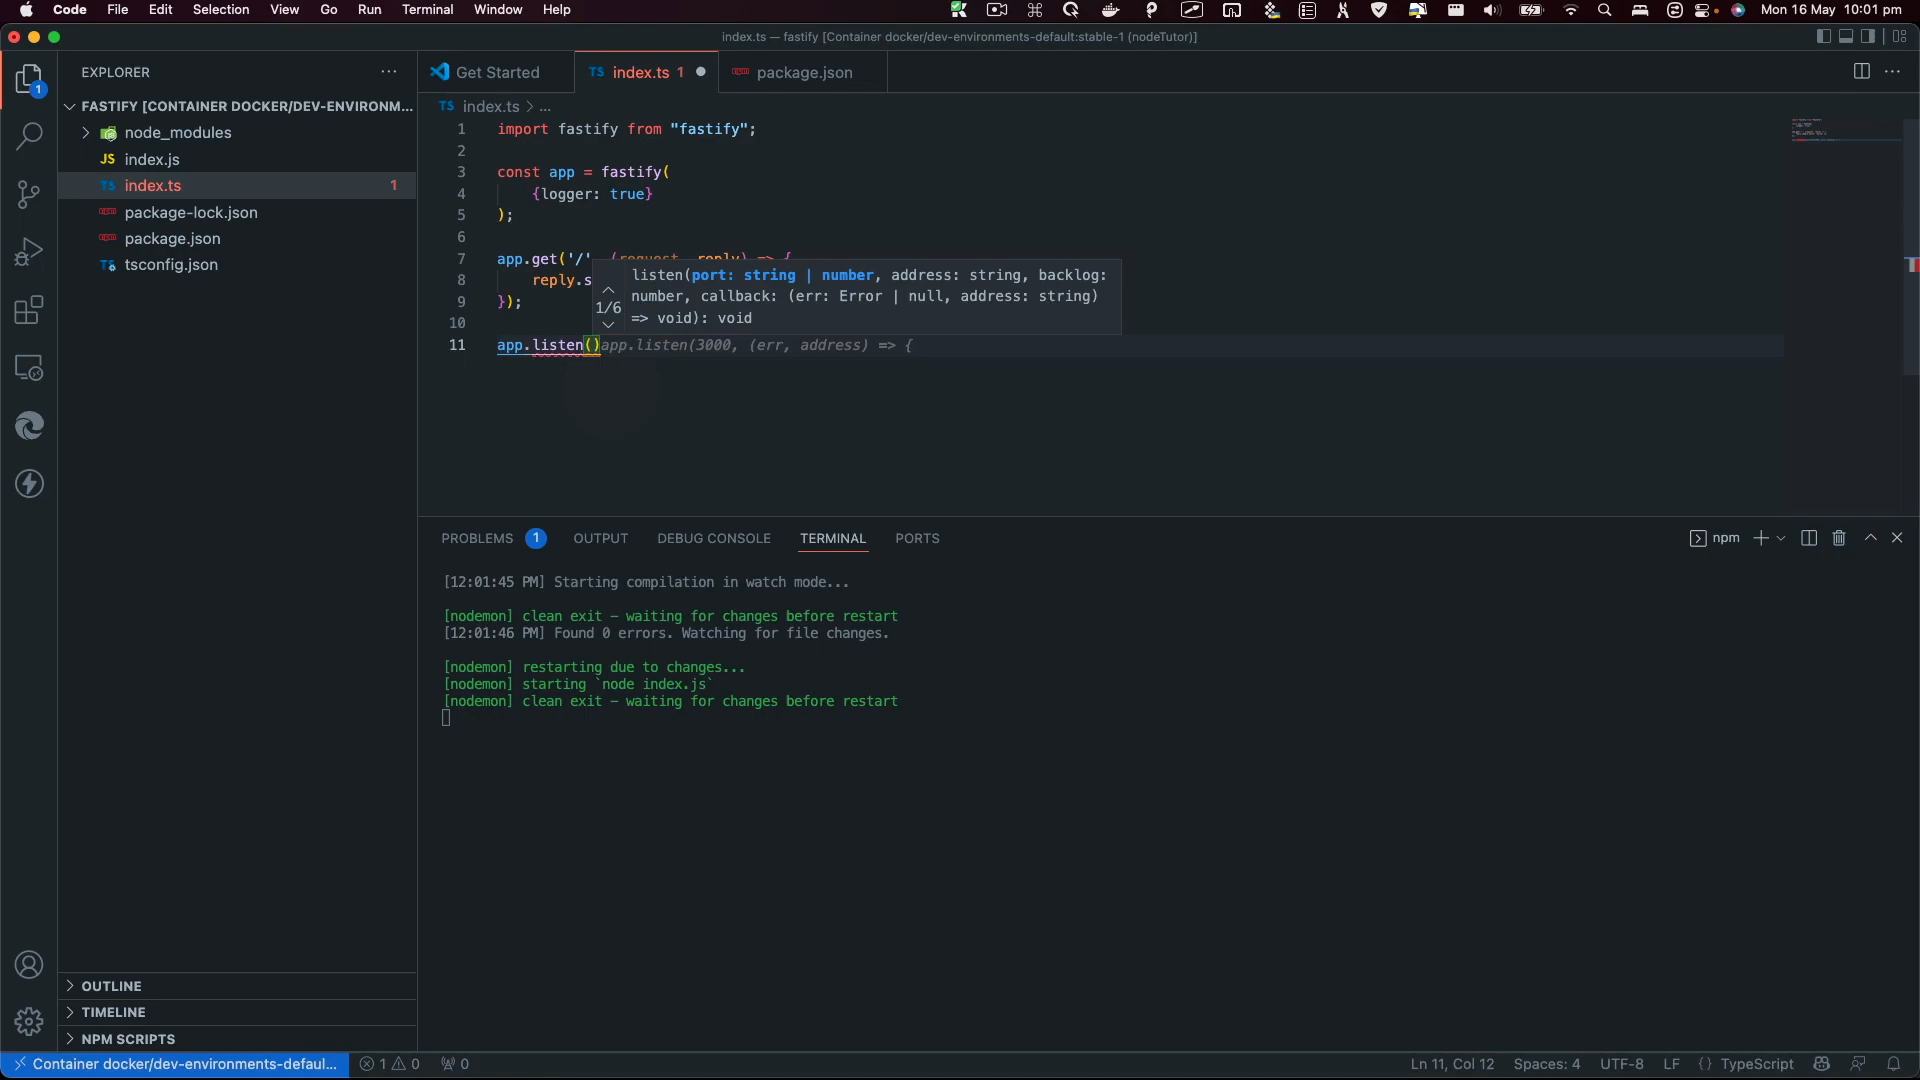 Code File Edit Selection View Go Run Terminal Window Help Mon 16 May 10:01 pm
index.ts — fastify [Container docker/dev-environments-default:stable-1 (nodeTutor)]
EXPLORER
FASTIFY [CONTAINER DOCKER/DEV-ENVIRONM...
node_modules
JS index.js
TS index.ts 1
package-lock.json
package.json
TS tsconfig.json
OUTLINE
TIMELINE
NPM SCRIPTS
1
Get Started
TS index.ts 1
package.json
TS index.ts > ...
1 import fastify from "fastify";
2
3 const app = fastify(
4 {logger: true}
5 );
6
7 app.get('/', (request, reply) => {
8 reply.s
9 });
10
11 app.listen()app.listen(3000, (err, address) => {
1/6
listen(port: string | number, address: string, backlog:
number, callback: (err: Error | null, address: string)
=> void): void
PROBLEMS 1 OUTPUT DEBUG CONSOLE TERMINAL PORTS
npm
[12:01:45 PM] Starting compilation in watch mode...
[nodemon] clean exit - waiting for changes before restart
[12:01:46 PM] Found 0 errors. Watching for file changes.
[nodemon] restarting due to changes...
[nodemon] starting `node index.js`
[nodemon] clean exit - waiting for changes before restart
Container docker/dev-environments-defaul... 1 0 0
Ln 11, Col 12 Spaces: 4 UTF-8 LF {} TypeScript